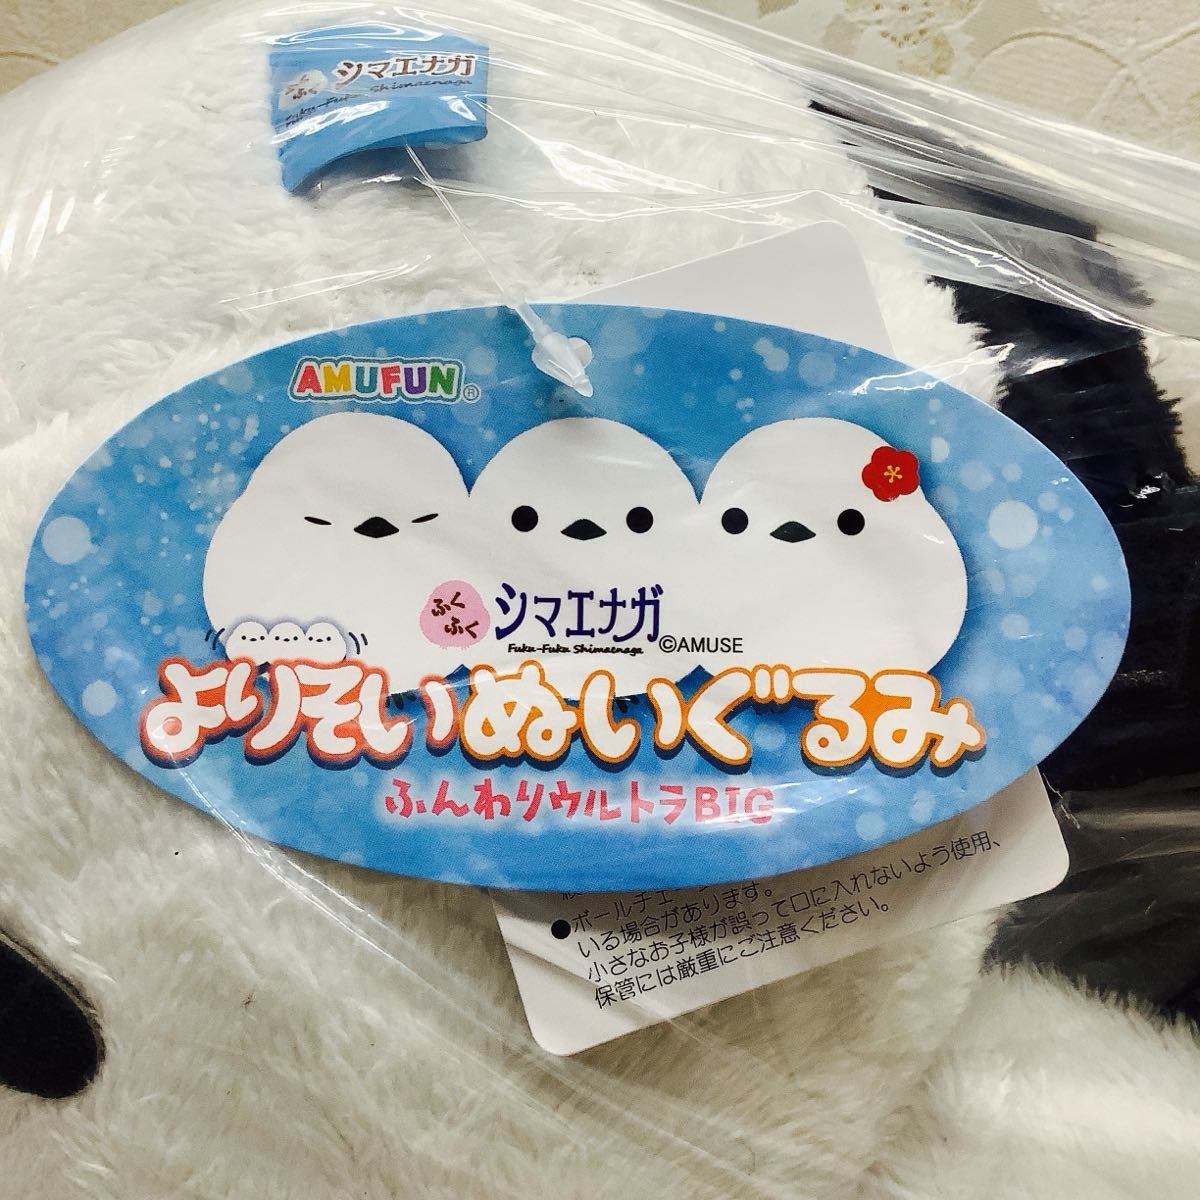 シマエナガ
Fuku-Fuku Shimaenaga
AMUFUN®
ふくふく
シマエナガ
Fuku-Fuku Shimaenaga
©AMUSE
よりそいぬいぐるみ
ふんわりウルトラBIG
●ボールチェ
いる場合があります。
小さなお子様が誤って口に入れないよう使用、
保管には厳重にご注意ください。